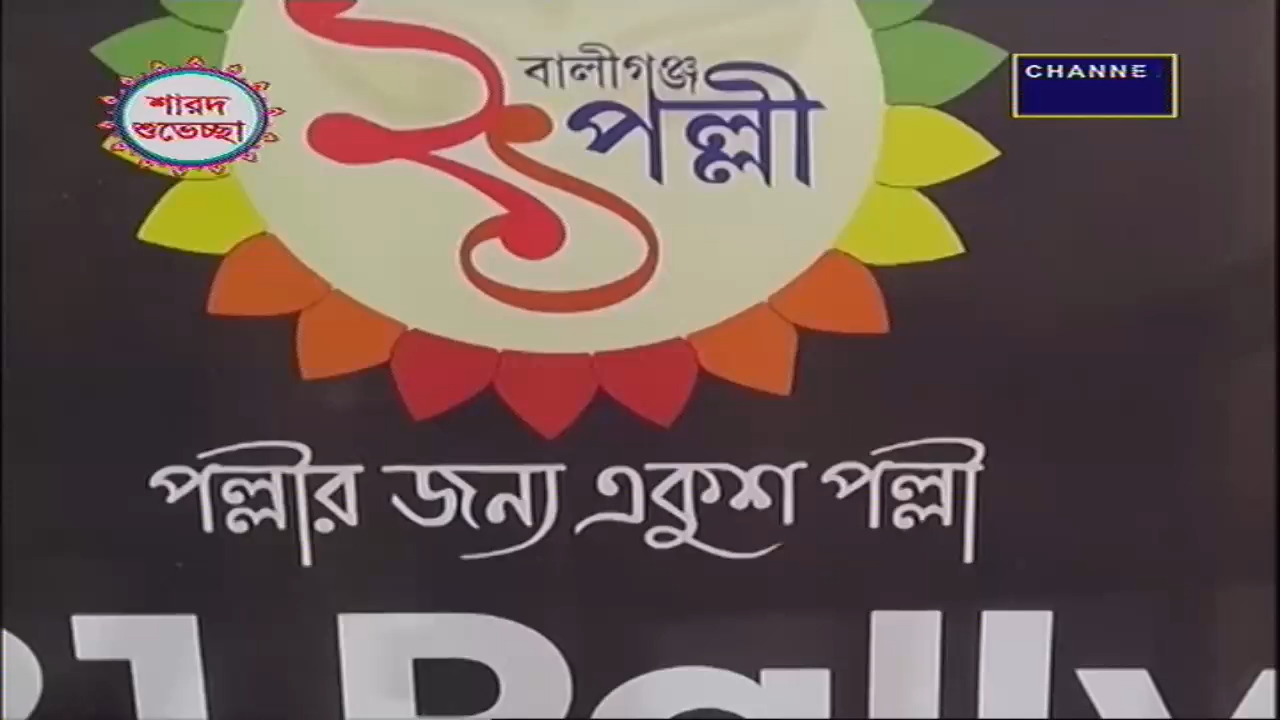 শারদ
শুভেচ্ছা
CHANNE
বালীগঞ্জ
২১ পল্লী
পল্লীর জন্য একুশ পল্লী